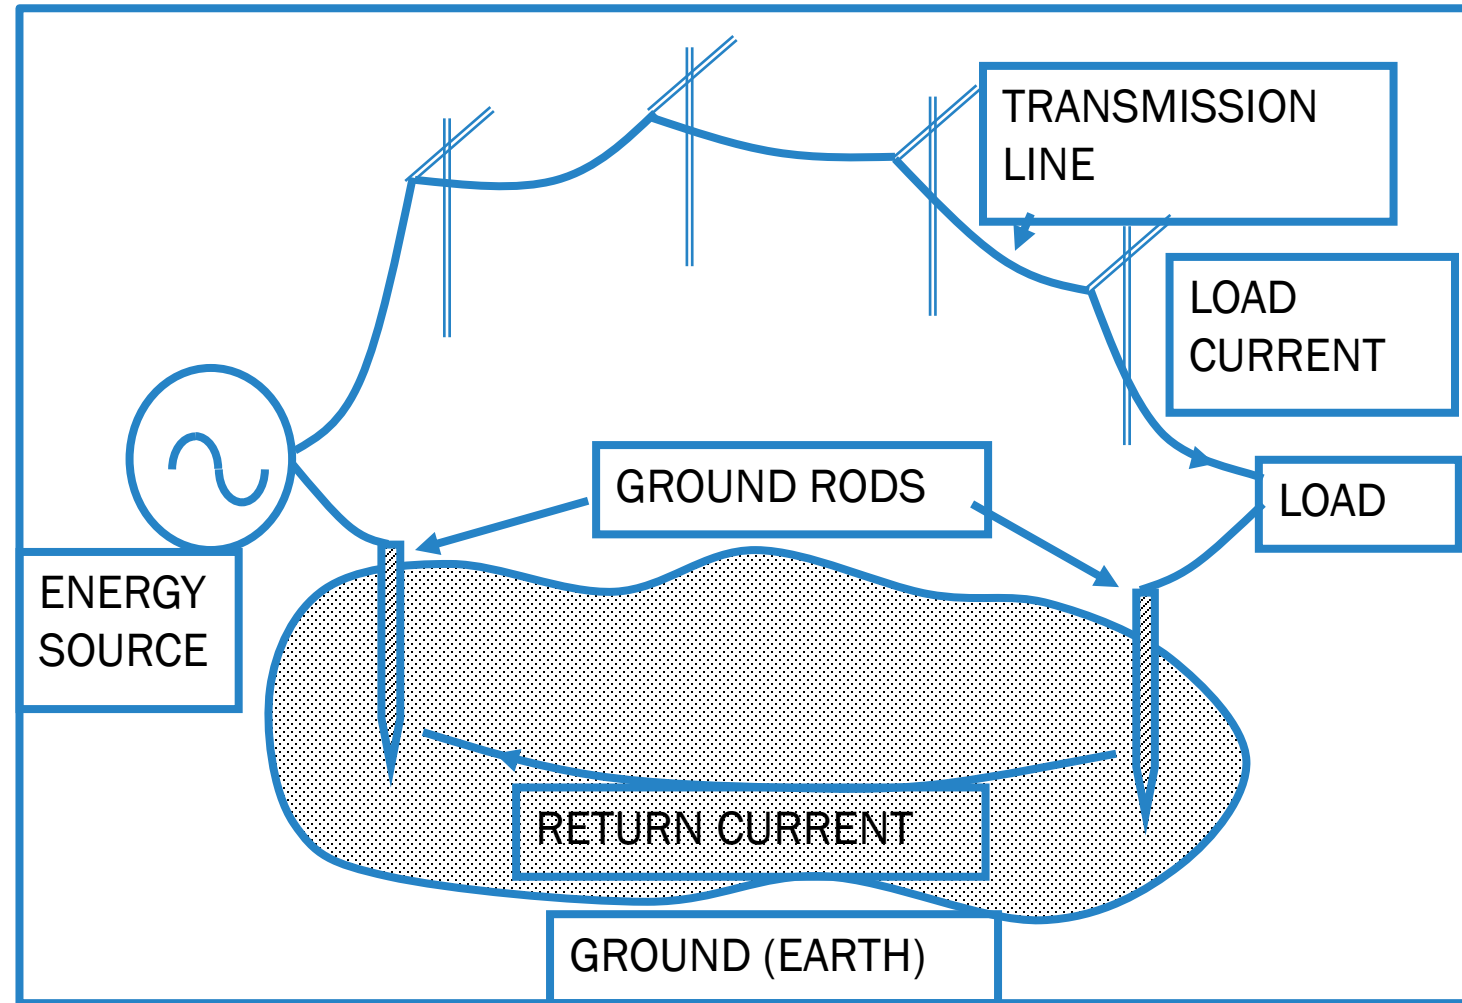 TRANSMISSION
LINE
LOAD
CURRENT
GROUND RODS
LOAD
ENERGY
SOURCE
RETURN CURRENT
GROUND (EARTH)